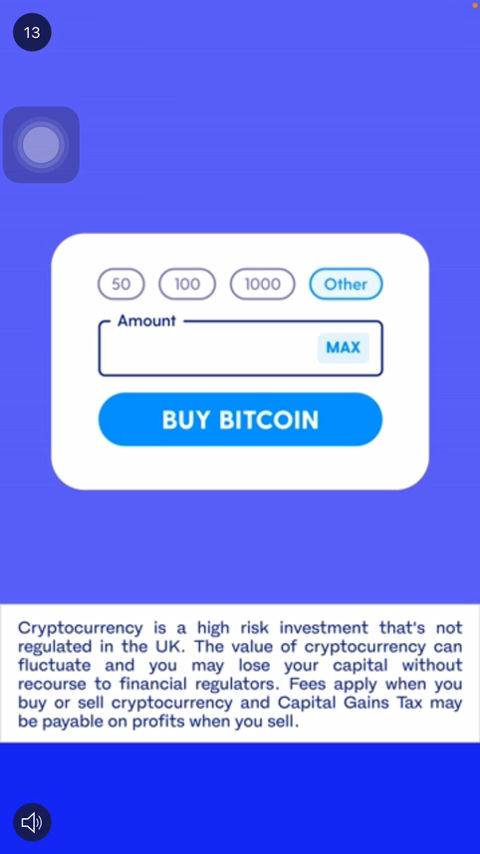 13
50 100 1000 Other
Amount
MAX
BUY BITCOIN
Cryptocurrency is a high risk investment that's not
regulated in the UK. The value of cryptocurrency can
fluctuate and you may lose your capital without
recourse to financial regulators. Fees apply when you
buy or sell cryptocurrency and Capital Gains Tax may
be payable on profits when you sell.